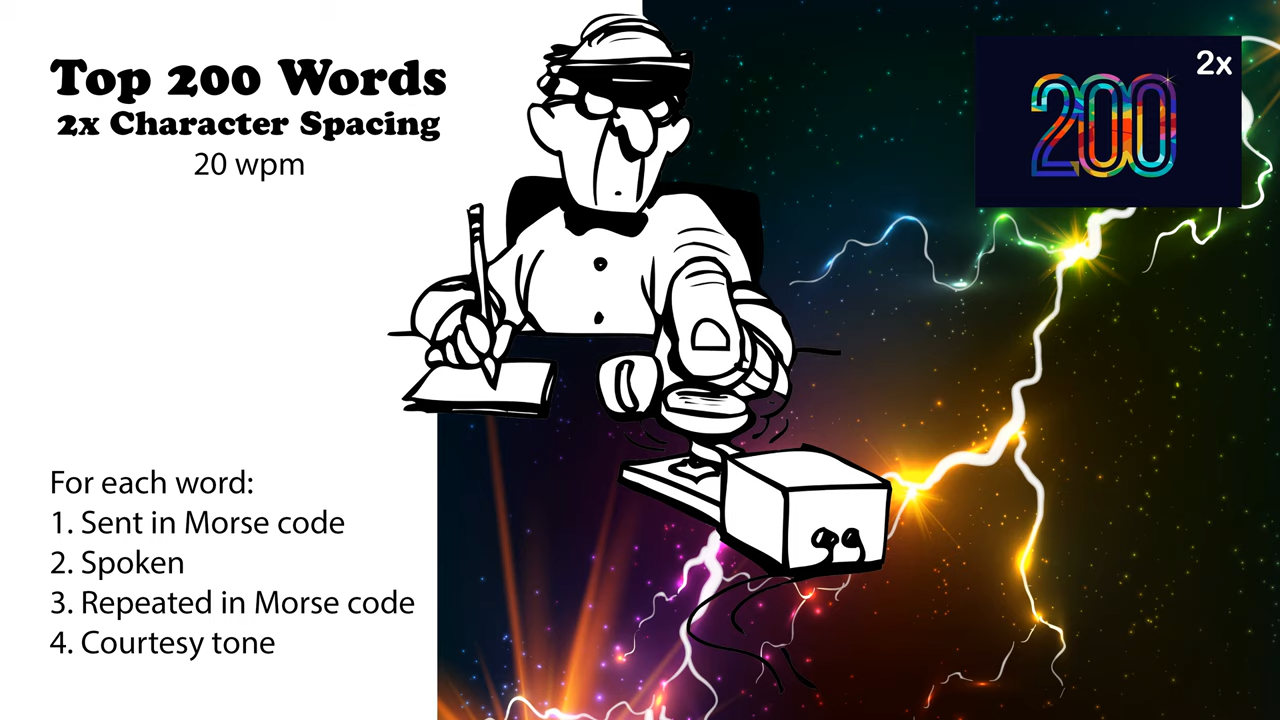 Top 200 Words
2x Character Spacing
20 wpm
2x
200
For each word:
1. Sent in Morse code
2. Spoken
3. Repeated in Morse code
4. Courtesy tone